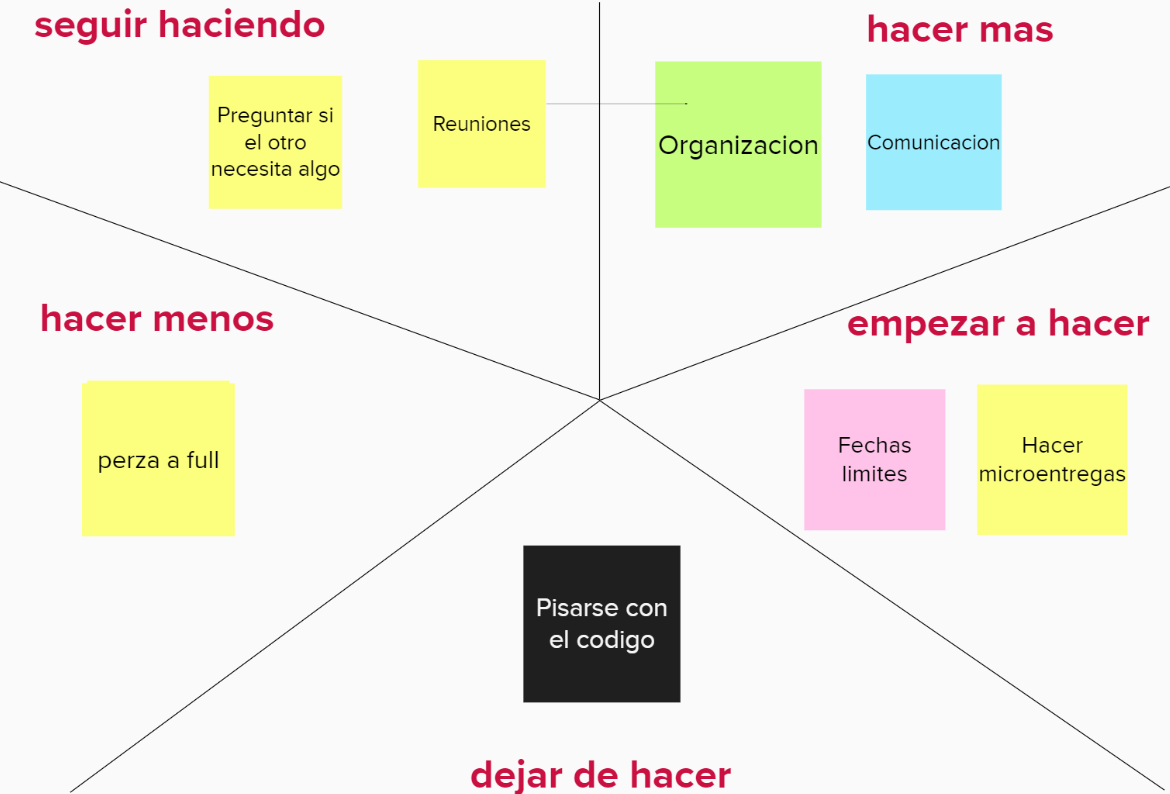 seguir haciendo
Preguntar si
el otro
necesita algo
Reuniones
hacer mas
Organizacion
Comunicacion
hacer menos
perza a full
empezar a hacer
Fechas
limites
Hacer
microentregas
Pisarse con
el codigo
dejar de hacer